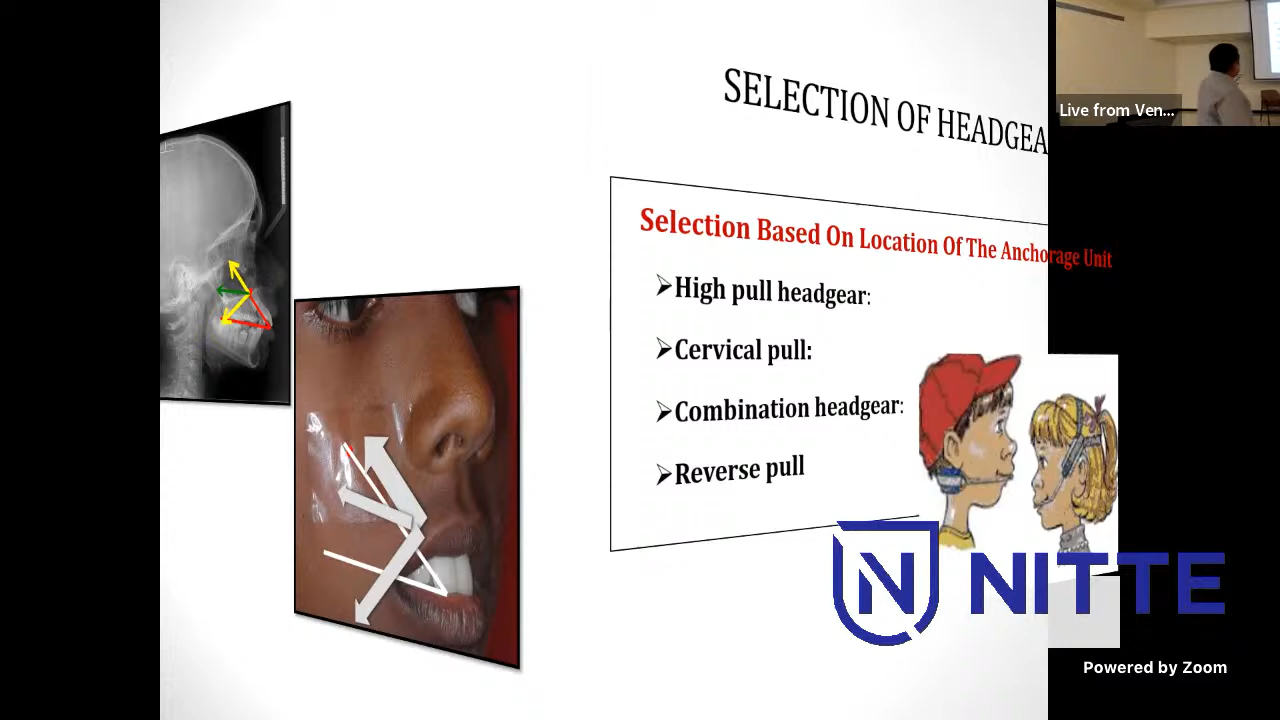 SELECTION OF HEADGEA
Selection Based On Location Of The Anchorage Unit
➢High pull headgear:
➢Cervical pull:
➢Combination headgear:
➢Reverse pull
Live from Ven...
N NITTE
Powered by Zoom